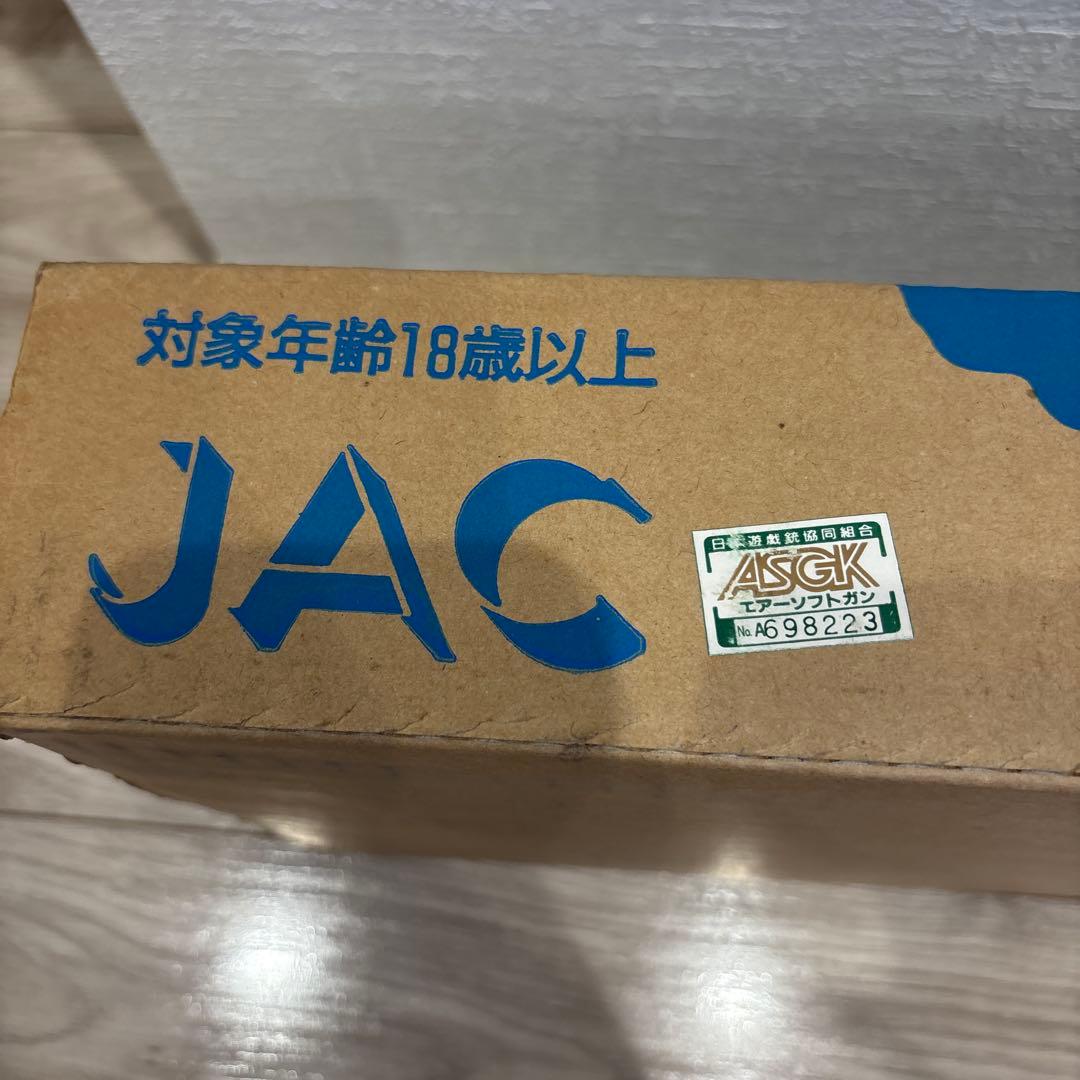 対象年齢18歳以上
JAC
日本遊戯銃協同組合
ASGK
エアーソフトガン
No. A698223